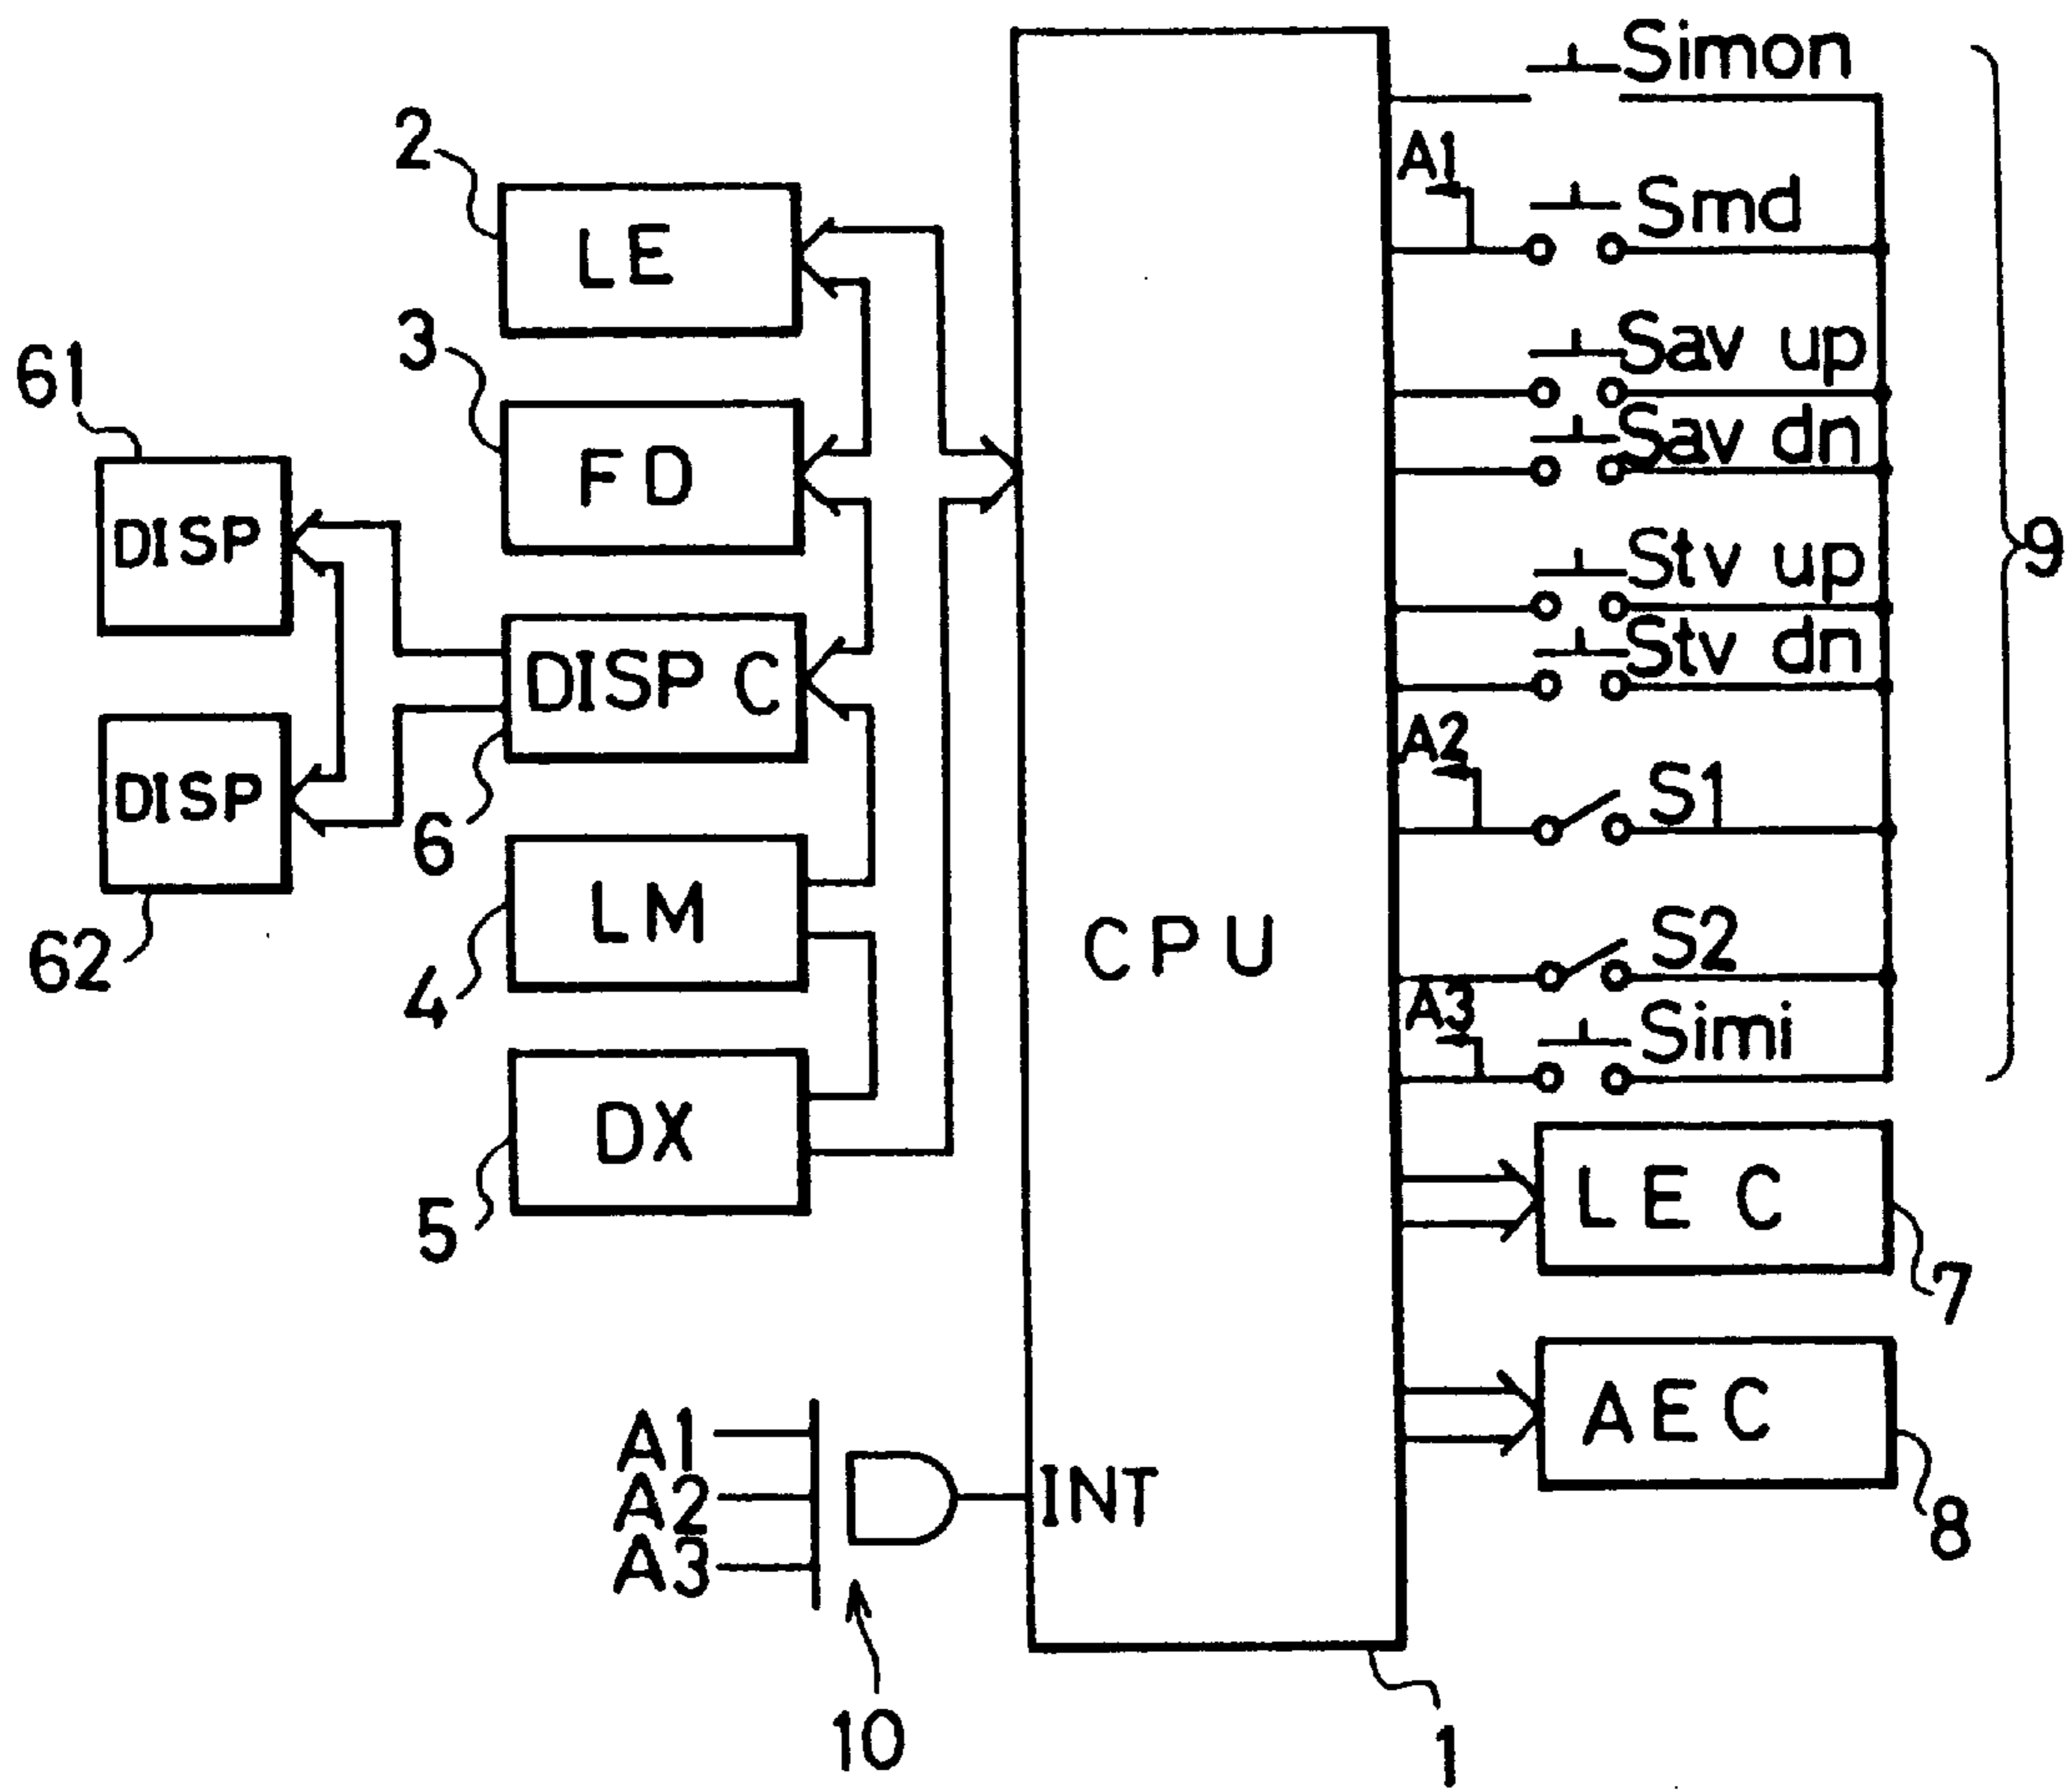 Simon
A1
Smd
Sav up
Sav dn
Stv up
Stv dn
A2
S1
S2
A3
Simi
9
2
LE
3
FD
61
DISP
DISP C
6
DISP
62
LM
4
DX
5
CPU
LEC
7
AEC
8
A1
A2
A3
INT
10
1